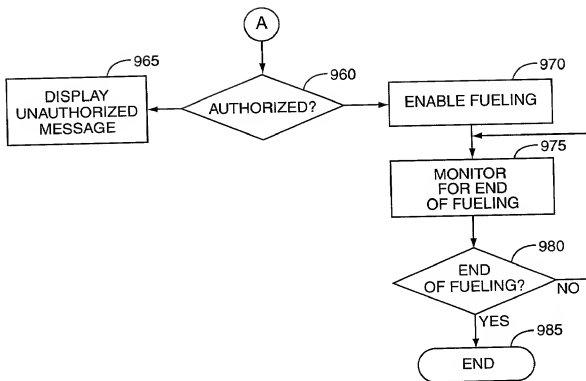 A
965
DISPLAY
UNAUTHORIZED
MESSAGE
960
AUTHORIZED?
970
ENABLE FUELING
975
MONITOR
FOR END
OF FUELING
980
END
OF FUELING?
NO
YES
985
END